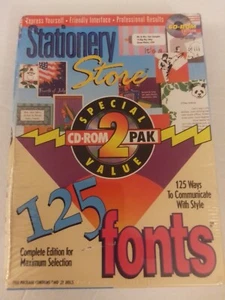 Express Yourself • Friendly Interface • Professional Results
Stationery
Store
SPECIAL
CD-ROM 2 PAK
VALUE
125
125 Ways
To Communicate
With Style
fonts
Complete Edition for
Maximum Selection